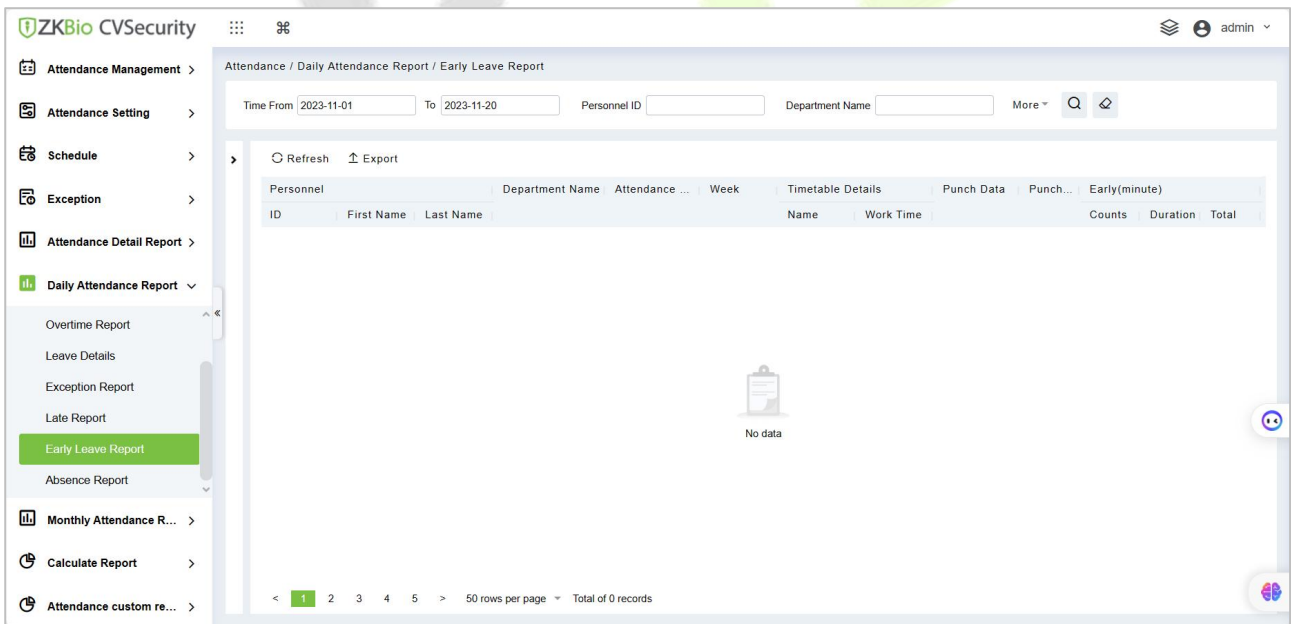 ZKBio CVSecurity
admin
Attendance Management
Attendance Setting
Schedule
Exception
Attendance Detail Report
Daily Attendance Report
Overtime Report
Leave Details
Exception Report
Late Report
Early Leave Report
Absence Report
Monthly Attendance R...
Calculate Report
Attendance custom re...
Attendance / Daily Attendance Report / Early Leave Report
Time From 2023-11-01 To 2023-11-20 Personnel ID Department Name More
Refresh Export
Personnel Department Name Attendance ... Week Timetable Details Punch Data Punch... Early(minute)
ID First Name Last Name Name Work Time Counts Duration Total
No data
< 1 2 3 4 5 > 50 rows per page Total of 0 records